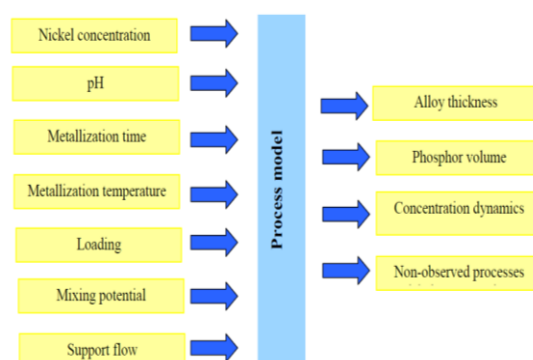 Nickel concentration
pH
Metallization time
Metallization temperature
Loading
Mixing potential
Support flow
Process model
Alloy thickness
Phosphor volume
Concentration dynamics
Non-observed processes